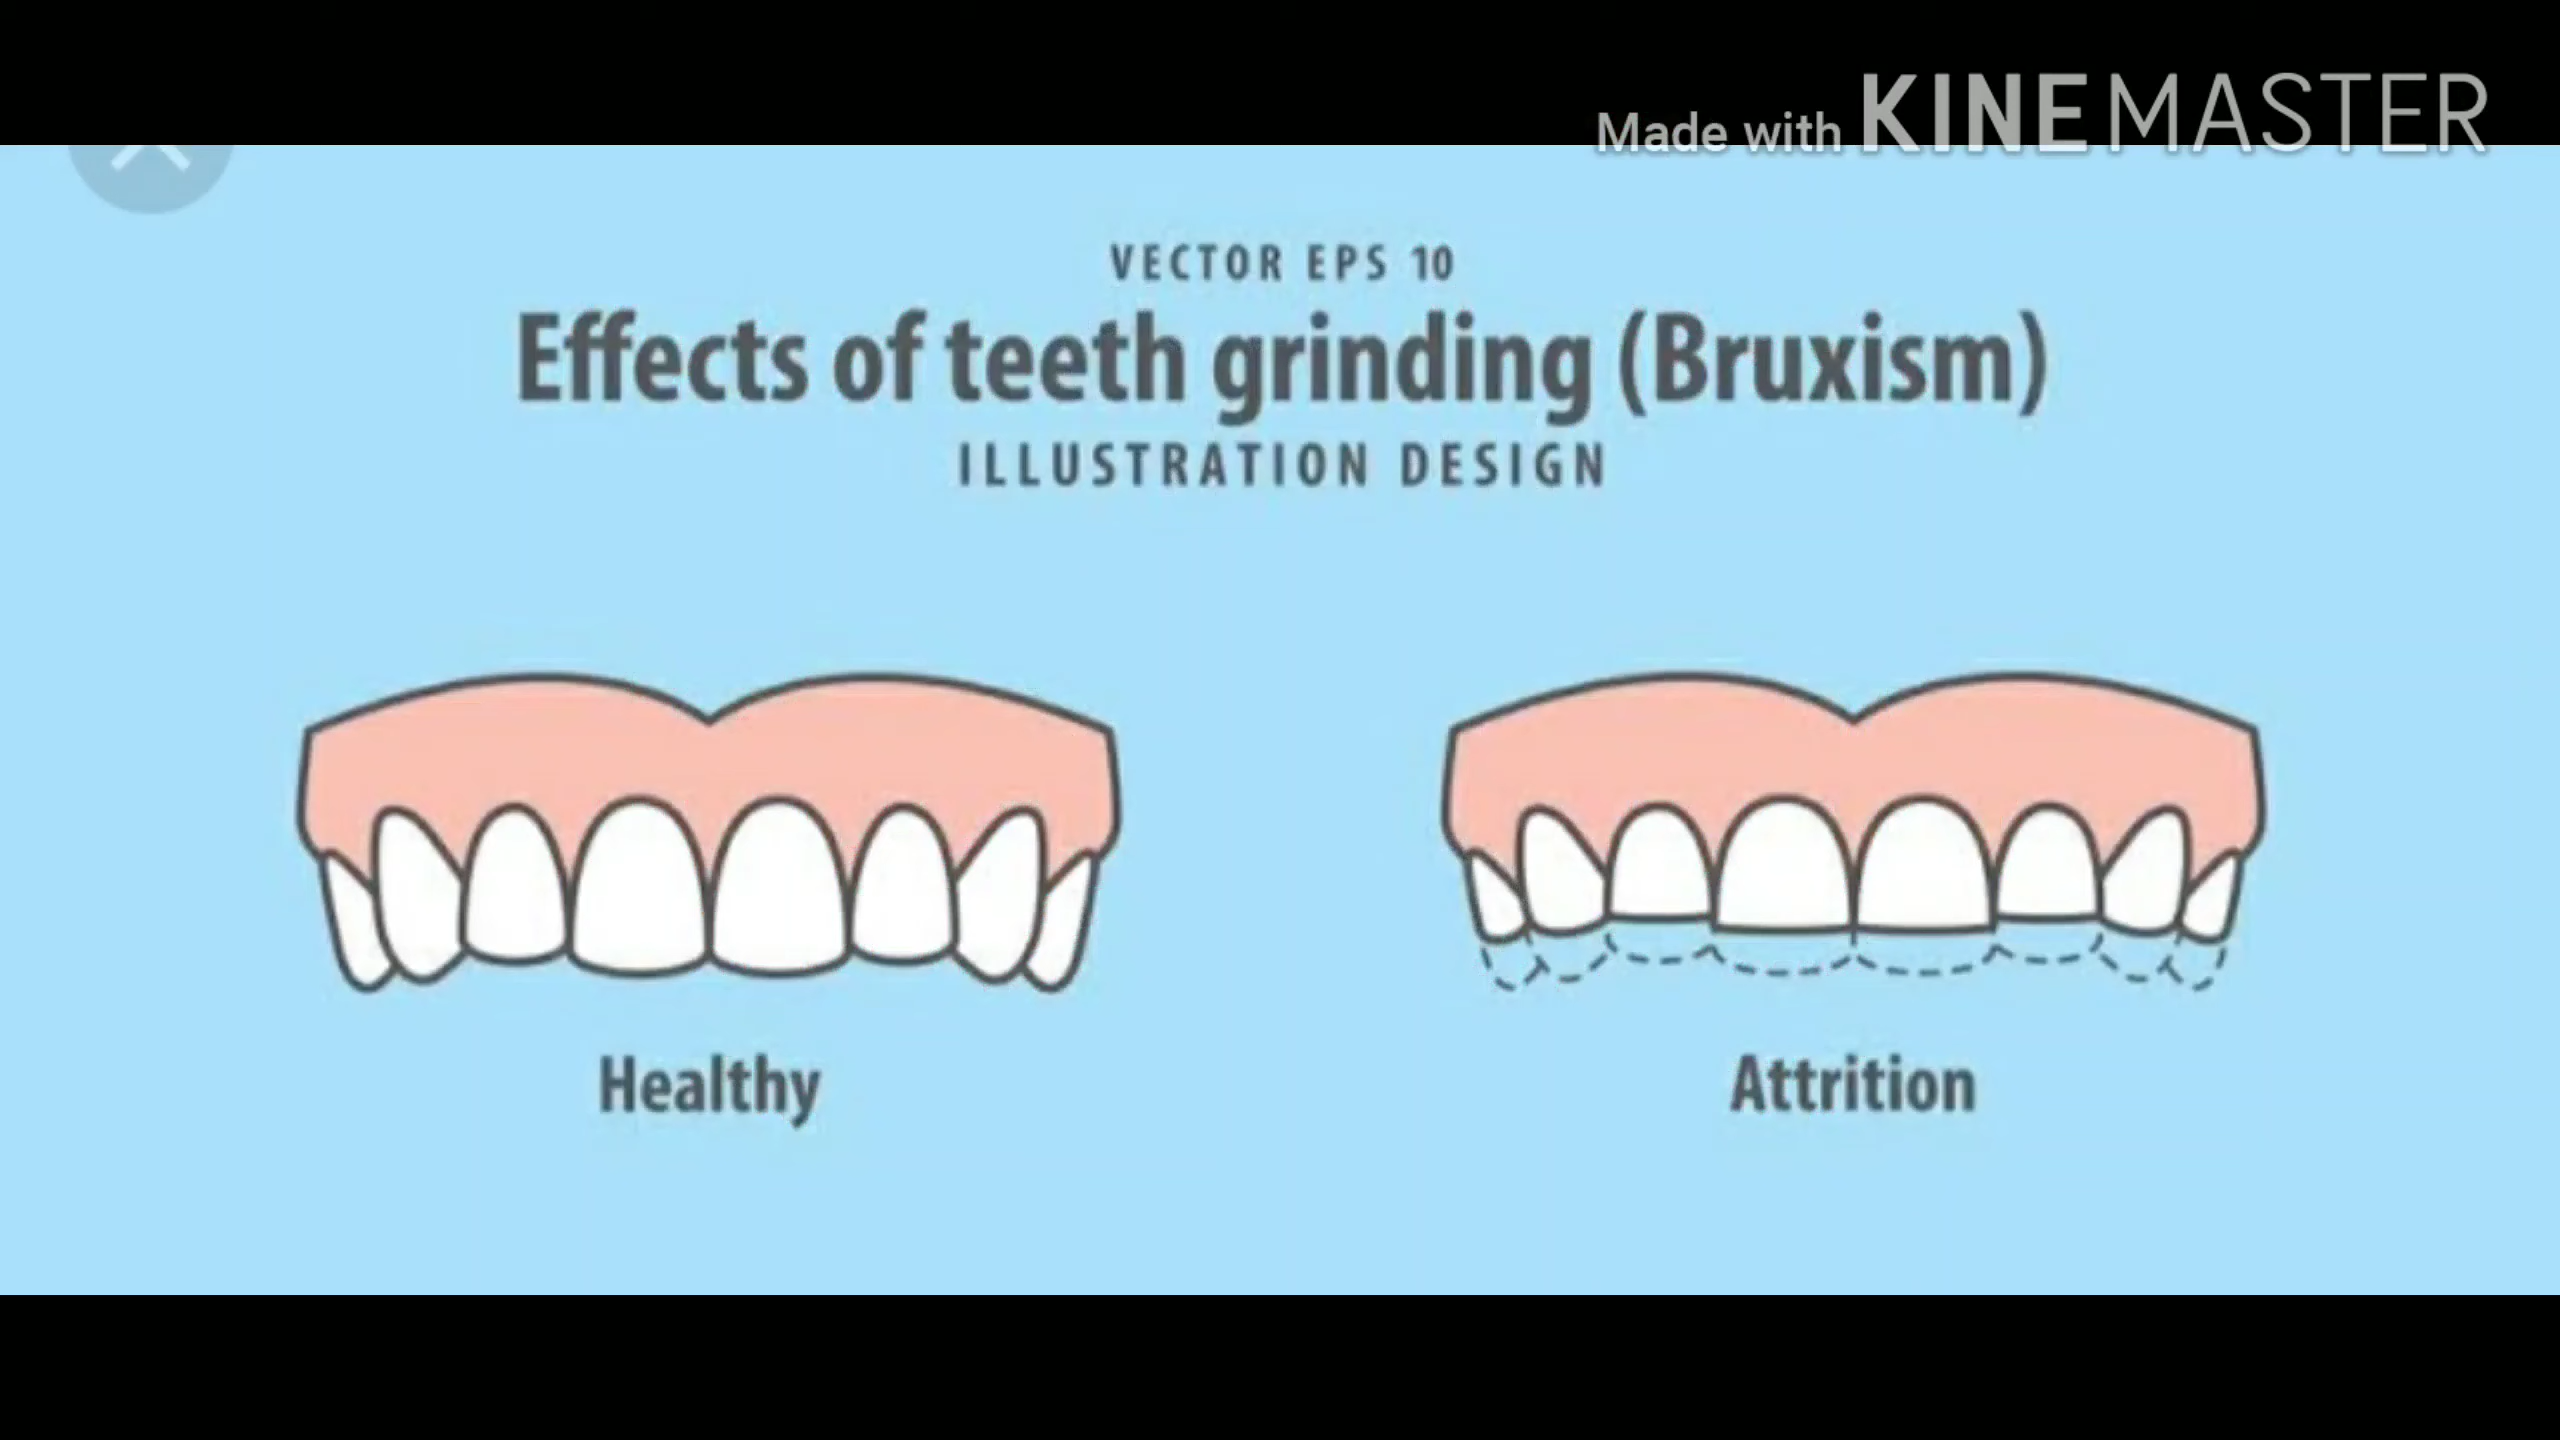 Made with KINEMASTER
VECTOR EPS 10
Effects of teeth grinding (Bruxism)
ILLUSTRATION DESIGN
Healthy
Attrition